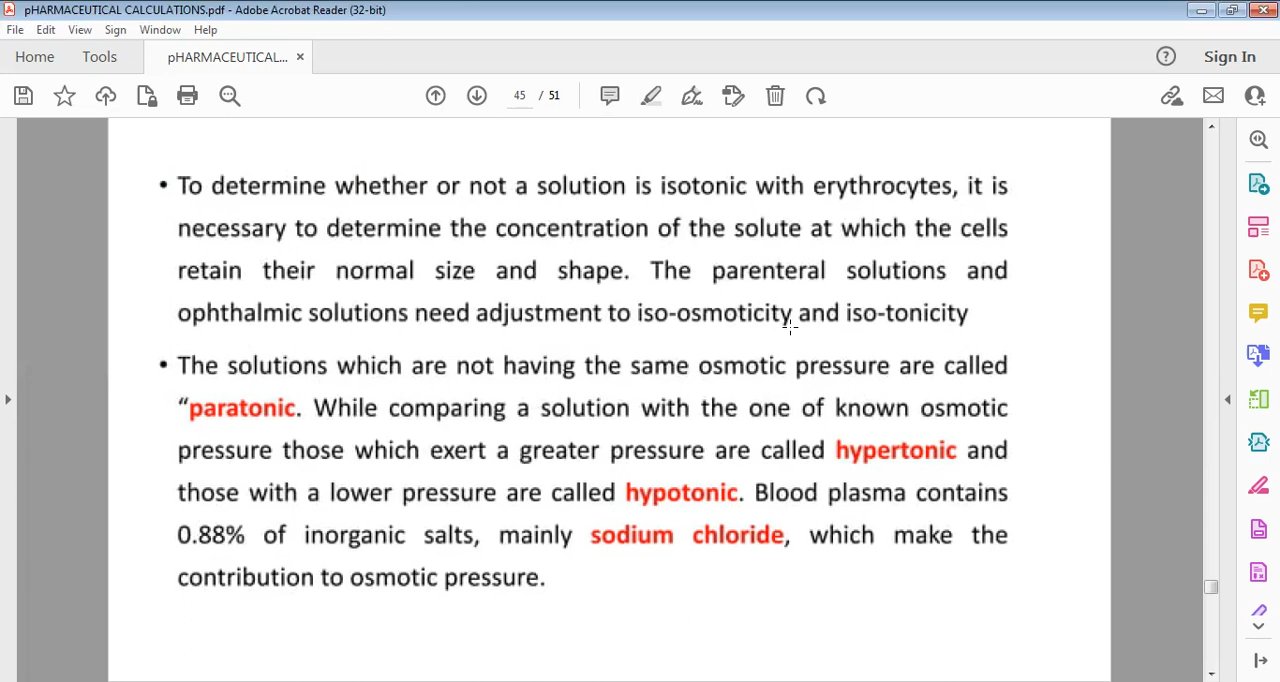 pHARMACEUTICAL CALCULATIONS.pdf - Adobe Acrobat Reader (32-bit)
File Edit View Sign Window Help
Home Tools pHARMACEUTICAL... × ? Sign In
45 / 51
• To determine whether or not a solution is isotonic with erythrocytes, it is
necessary to determine the concentration of the solute at which the cells
retain their normal size and shape. The parenteral solutions and
ophthalmic solutions need adjustment to iso-osmoticity and iso-tonicity
• The solutions which are not having the same osmotic pressure are called
“paratonic. While comparing a solution with the one of known osmotic
pressure those which exert a greater pressure are called hypertonic and
those with a lower pressure are called hypotonic. Blood plasma contains
0.88% of inorganic salts, mainly sodium chloride, which make the
contribution to osmotic pressure.